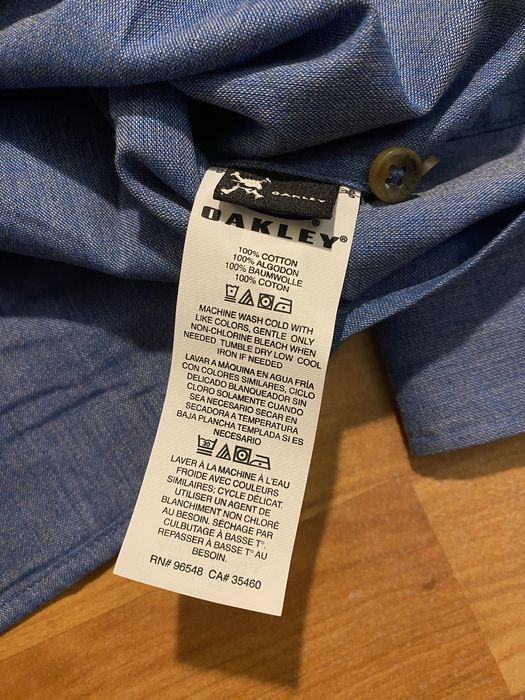 OAKLEY
OAKLEY®
100% COTTON
100% ALGODON
100% BAUMWOLLE
100% COTON
MACHINE WASH COLD WITH
LIKE COLORS, GENTLE ONLY
NON-CHLORINE BLEACH WHEN
NEEDED TUMBLE DRY LOW COOL
IRON IF NEEDED
LAVAR A MÀQUINA EN AGUA FRÍA
CON COLORES SIMILARES, CICLO
DELICADO BLANQUEADOR SIN
CLORO SOLAMENTE CUANDO
SEA NECESARIO SECAR EN
SECADORA A TEMPERATURA
BAJA PLANCHA TEMPLADA SI ES
NECESARIO
30
LAVER À LA MACHINE À L'EAU
FROIDE AVEC COULEURS
SIMILAIRES; CYCLE DÉLICAT.
UTILISER UN AGENT DE
BLANCHIMENT NON CHLORÉ
AU BESOIN. SÉCHAGE PAR
CULBUTAGE À BASSE T°.
REPASSER À BASSE T° AU
BESOIN.
RN# 96548 CA# 35460